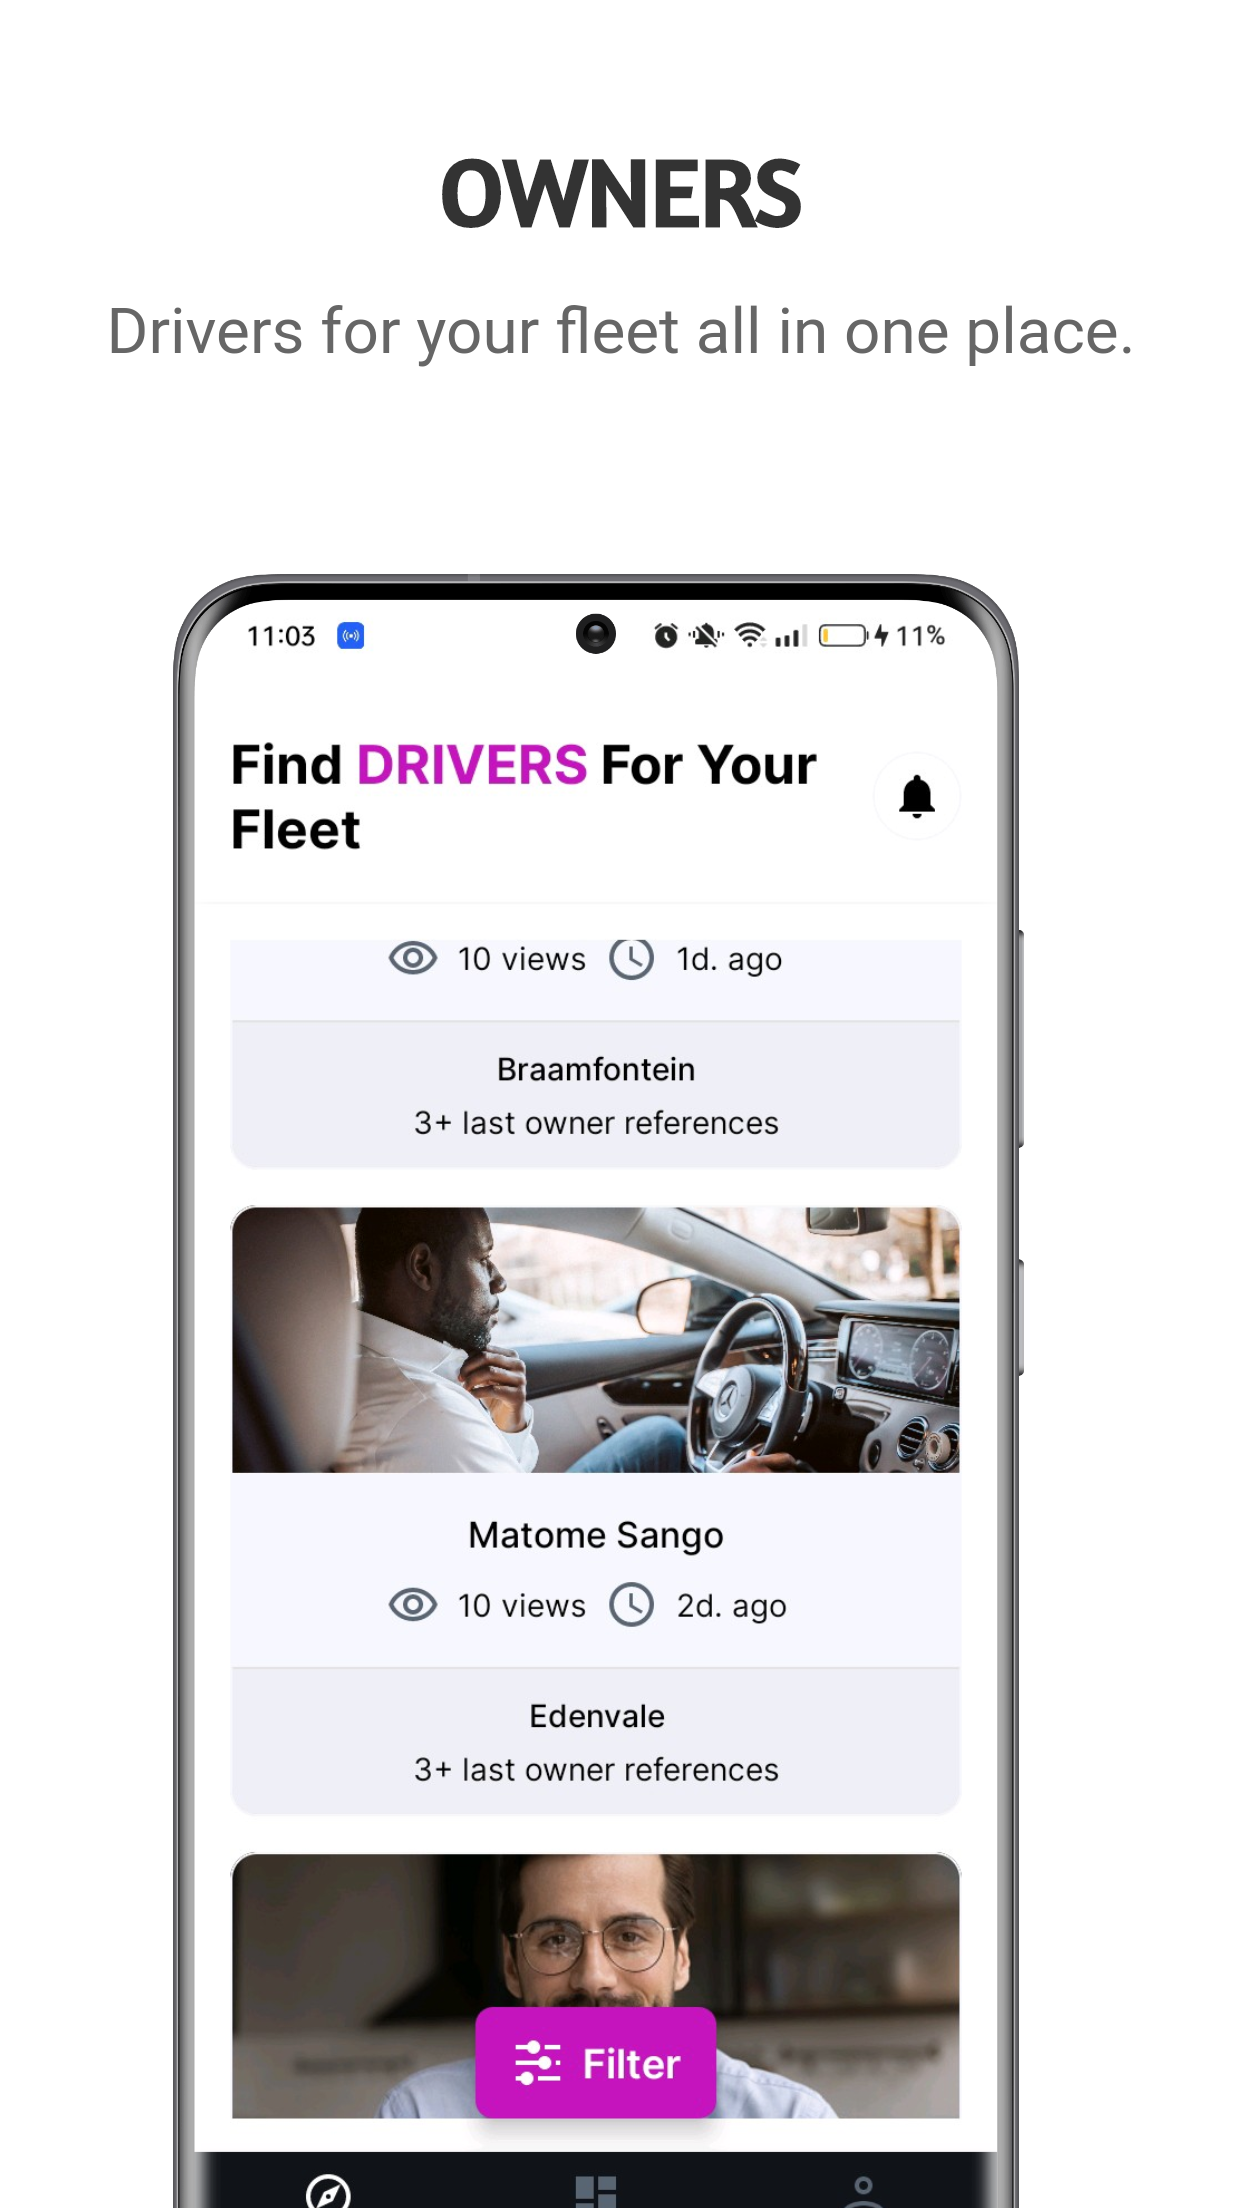 OWNERS
Drivers for your fleet all in one place.
11:03
11%
Find DRIVERS For Your
Fleet
10 views 1d. ago
Braamfontein
3+ last owner references
Matome Sango
10 views 2d. ago
Edenvale
3+ last owner references
Filter